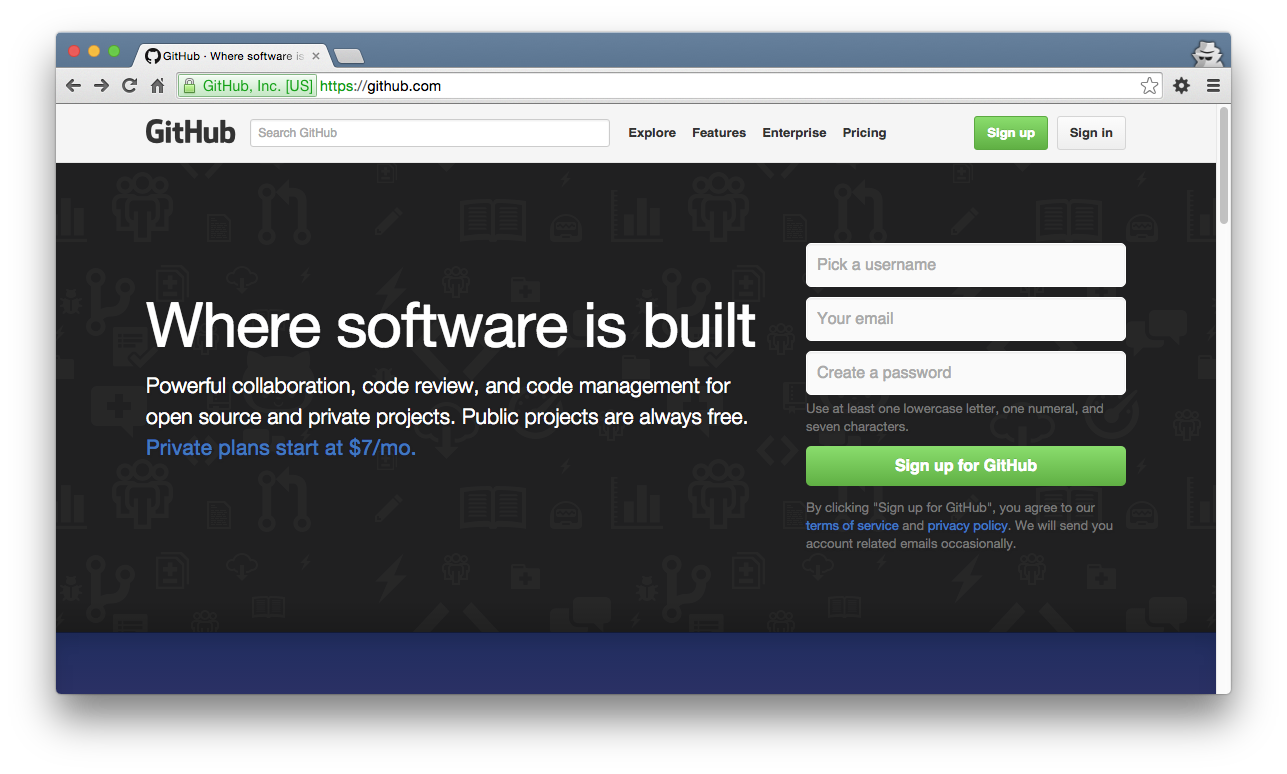 GitHub · Where software is
GitHub, Inc. [US] https://github.com
GitHub
Search GitHub
Explore Features Enterprise Pricing
Sign up
Sign in
Where software is built
Powerful collaboration, code review, and code management for
open source and private projects. Public projects are always free.
Private plans start at $7/mo.
Pick a username
Your email
Create a password
Use at least one lowercase letter, one numeral, and
seven characters.
Sign up for GitHub
By clicking "Sign up for GitHub", you agree to our
terms of service and privacy policy. We will send you
account related emails occasionally.